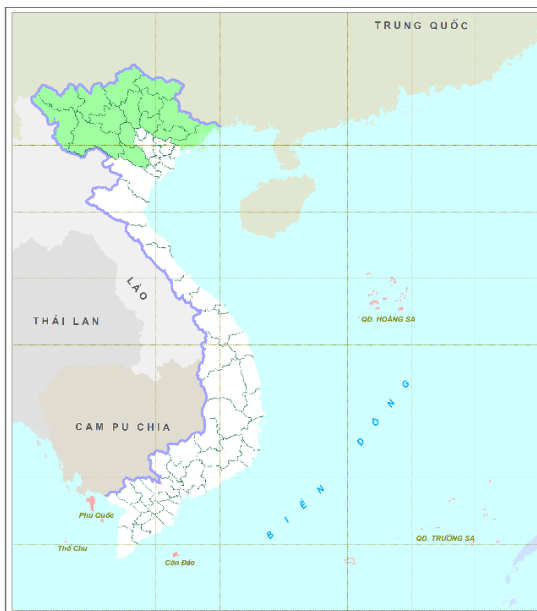 TRUNG QUỐC
LÀO
THÁI LAN
QĐ. HOÀNG SA
CAM PU CHIA
BIỂN ĐÔNG
Phú Quốc
Thổ Chu
Côn Đảo
QĐ. TRƯỜNG SA